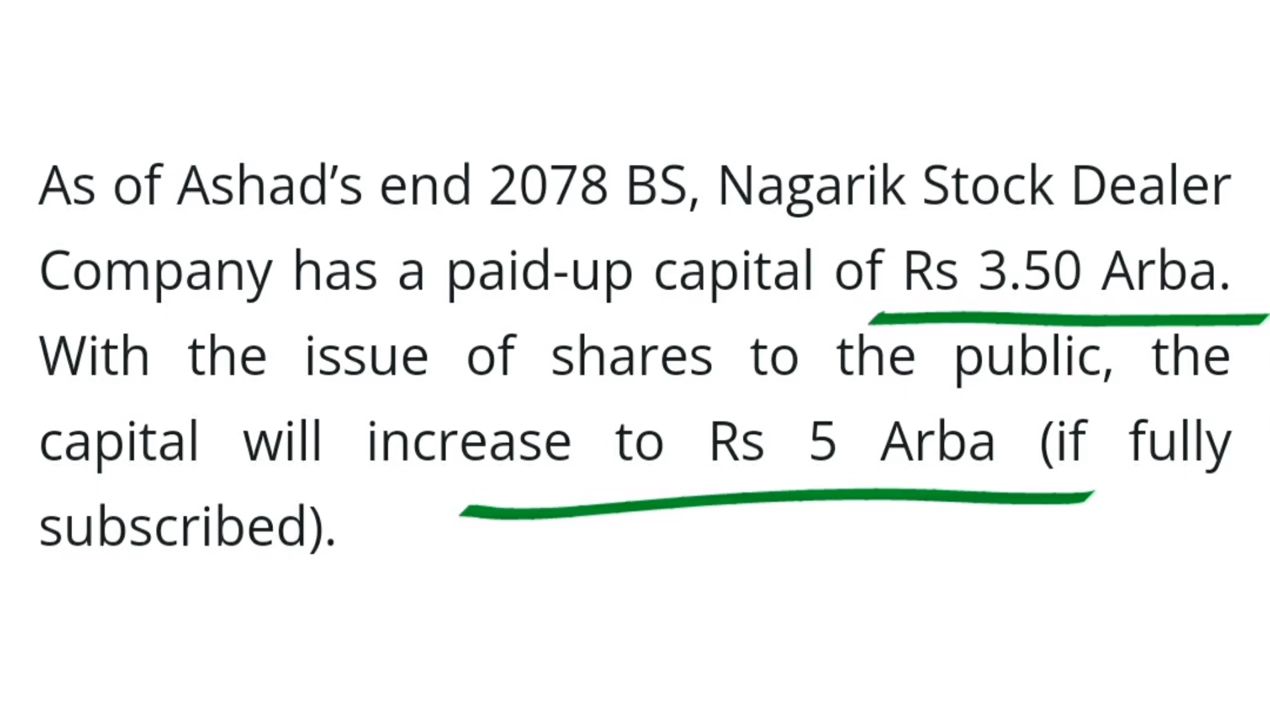 As of Ashad’s end 2078 BS, Nagarik Stock Dealer
Company has a paid-up capital of Rs 3.50 Arba.
With the issue of shares to the public, the
capital will increase to Rs 5 Arba (if fully
subscribed).